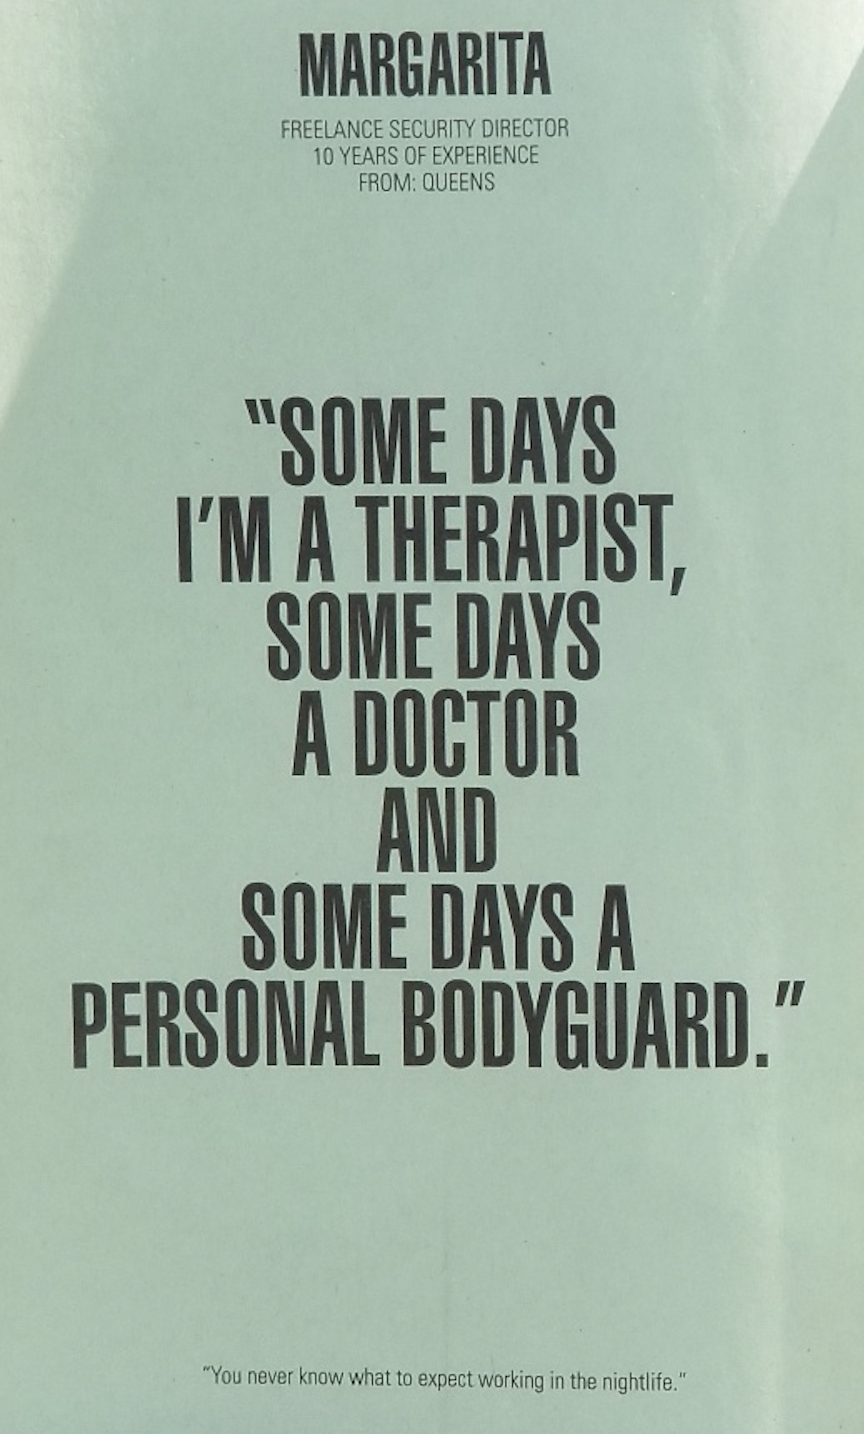 MARGARITA
FREELANCE SECURITY DIRECTOR
10 YEARS OF EXPERIENCE
FROM: QUEENS
“SOME DAYS
I’M A THERAPIST,
SOME DAYS
A DOCTOR
AND
SOME DAYS A
PERSONAL BODYGUARD.”
“You never know what to expect working in the nightlife.”